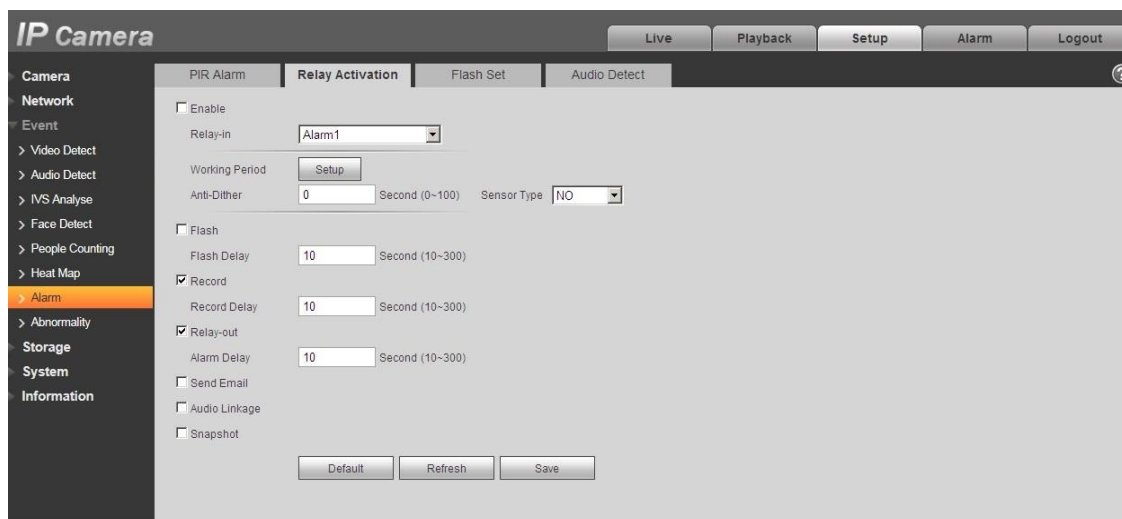 IP Camera
Live Playback Setup Alarm Logout
Camera
Network
Event
> Video Detect
> Audio Detect
> IVS Analyse
> Face Detect
> People Counting
> Heat Map
> Alarm
> Abnormality
Storage
System
Information
PIR Alarm Relay Activation Flash Set Audio Detect ?
Enable
Relay-in Alarm1
Working Period Setup
Anti-Dither 0 Second (0~100) Sensor Type NO
Flash
Flash Delay 10 Second (10~300)
Record
Record Delay 10 Second (10~300)
Relay-out
Alarm Delay 10 Second (10~300)
Send Email
Audio Linkage
Snapshot
Default Refresh Save